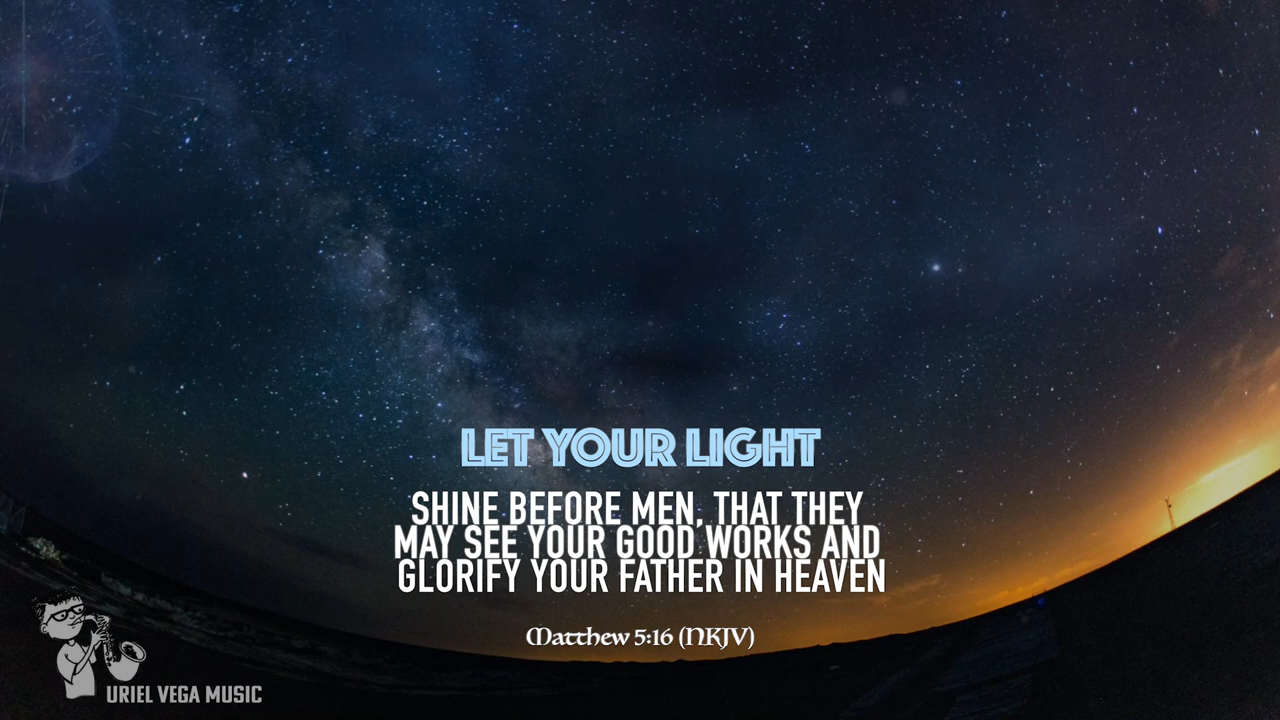 LET YOUR LIGHT
SHINE BEFORE MEN, THAT THEY
MAY SEE YOUR GOOD WORKS AND
GLORIFY YOUR FATHER IN HEAVEN
Matthew 5:16 (NKJV)
URIEL VEGA MUSIC